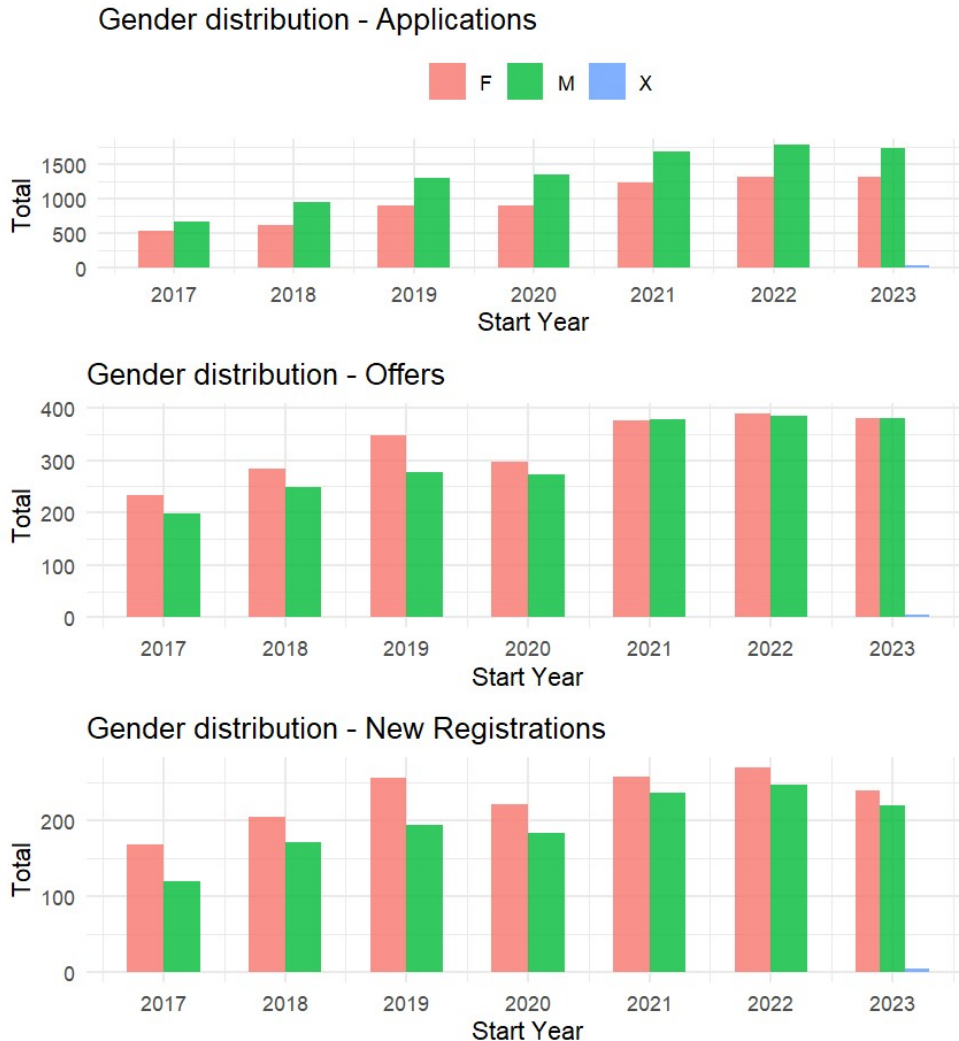 Gender distribution - Applications
F M X
1500
1000
500
0
Total
2017 2018 2019 2020 2021 2022 2023
Start Year
Gender distribution - Offers
400
300
200
100
0
Total
2017 2018 2019 2020 2021 2022 2023
Start Year
Gender distribution - New Registrations
200
100
0
Total
2017 2018 2019 2020 2021 2022 2023
Start Year